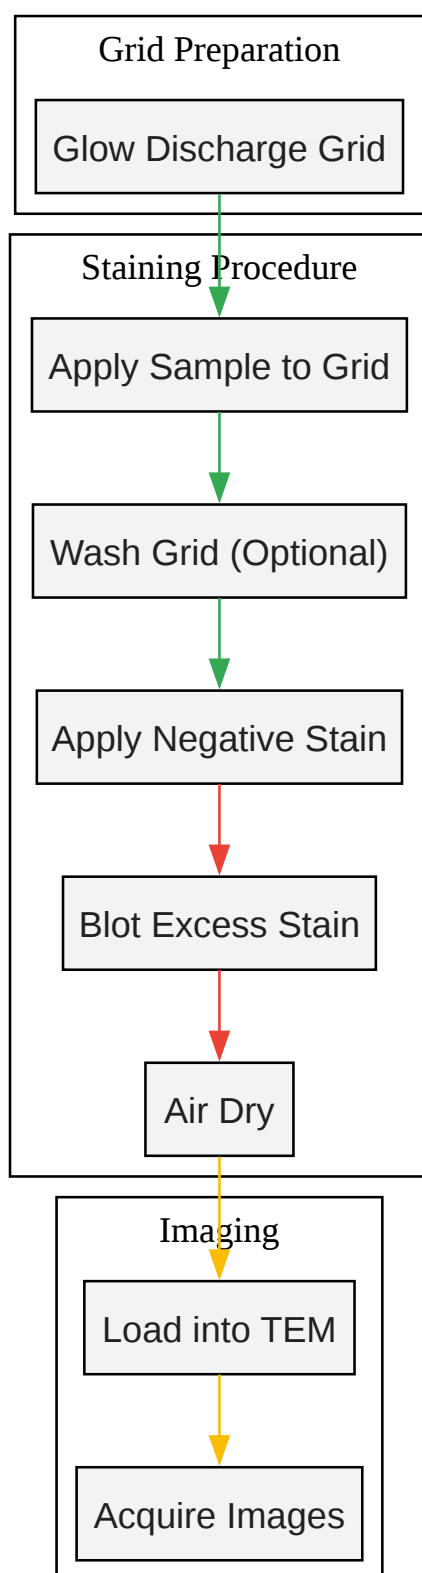 Grid Preparation
Glow Discharge Grid
Staining Procedure
Apply Sample to Grid
Wash Grid (Optional)
Apply Negative Stain
Blot Excess Stain
Air Dry
Imaging
Load into TEM
Acquire Images